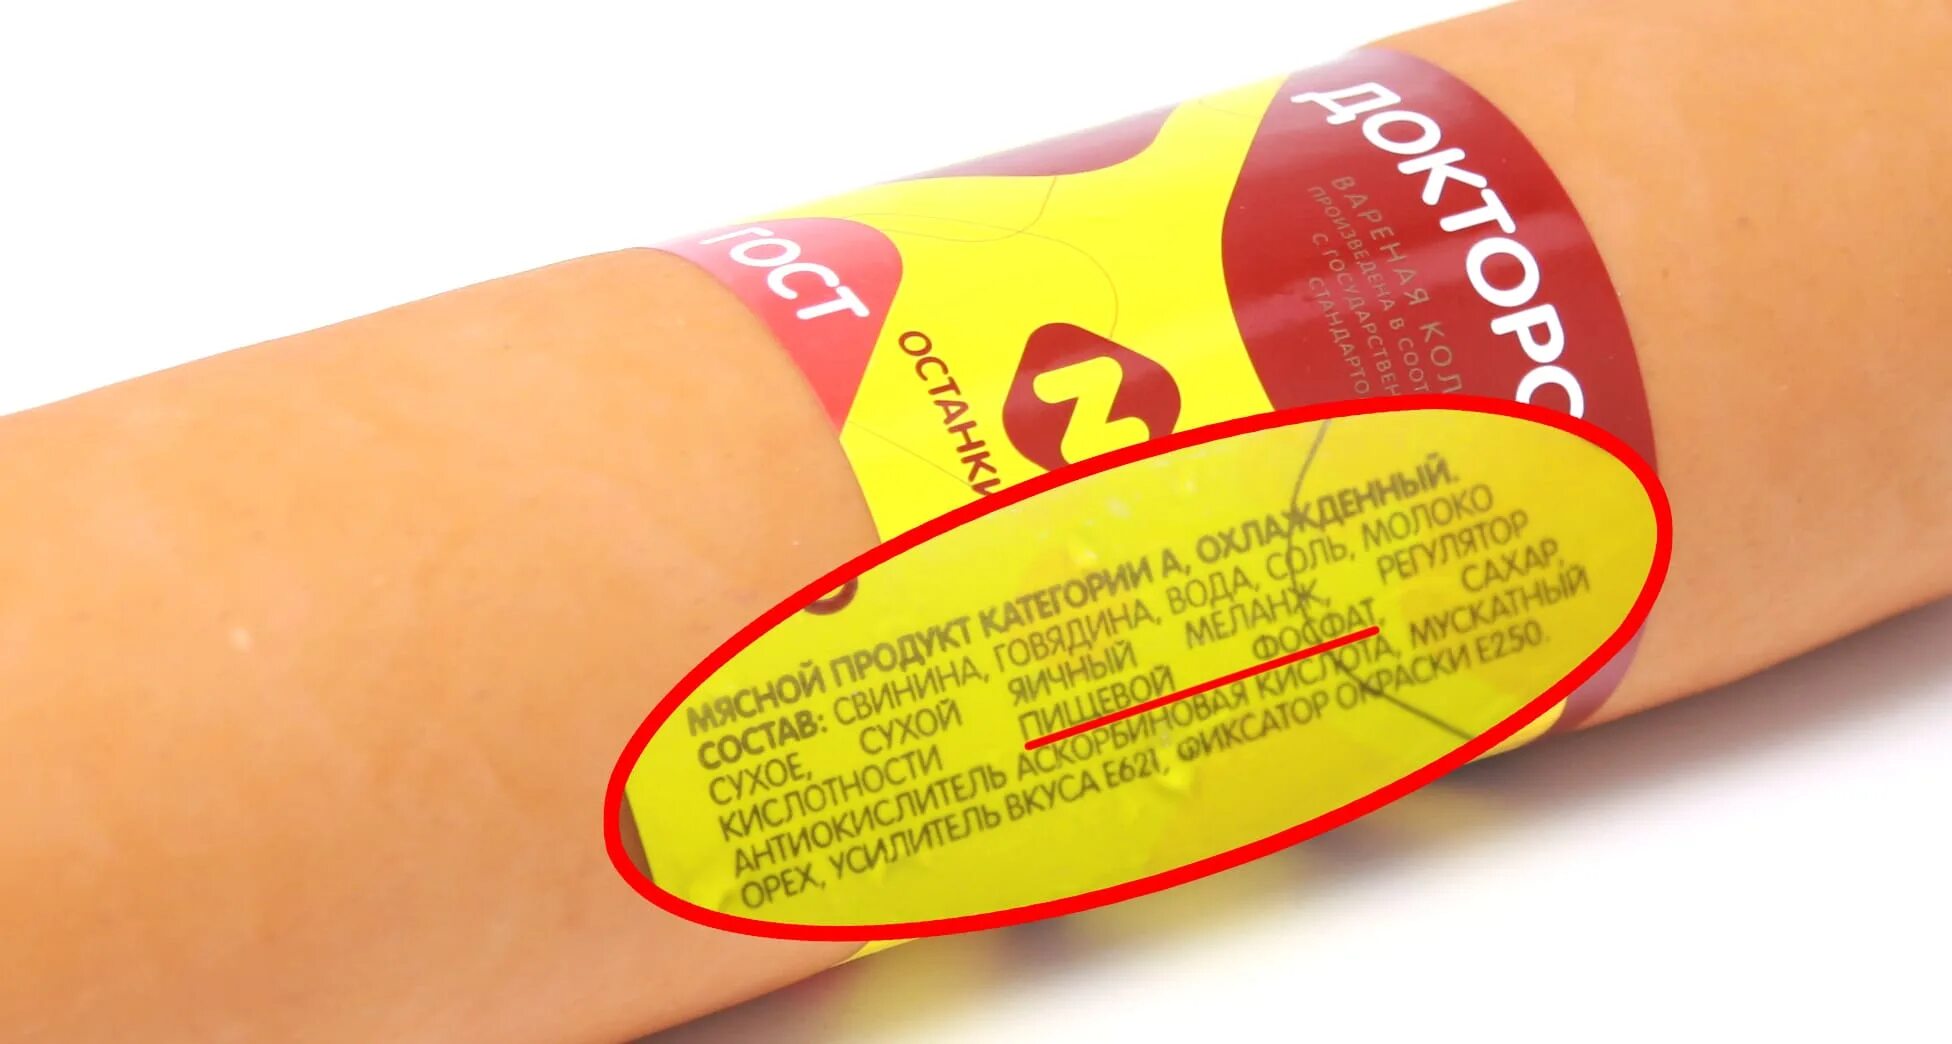 ГОСТ
ОСТАНКИ
ДОКТОРС
ВАРЕНАЯ КОЛ
ПРОИЗВЕДЕНА В СООТ
С ГОСУДАРСТВЕН
СТАНДАРТО
МЯСНОЙ ПРОДУКТ КАТЕГОРИИ А, ОХЛАЖДЕННЫЙ.
СОСТАВ: СВИНИНА, ГОВЯДИНА, ВОДА, СОЛЬ, МОЛОКО
СУХОЕ, СУХОЙ ЯИЧНЫЙ МЕЛАНЖ, РЕГУЛЯТОР
КИСЛОТНОСТИ ПИЩЕВОЙ ФОСФАТ САХАР,
АНТИОКИСЛИТЕЛЬ АСКОРБИНОВАЯ КИСЛОТА, МУСКАТНЫЙ
ОРЕХ, УСИЛИТЕЛЬ ВКУСА Е621, ФИКСАТОР ОКРАСКИ Е250.